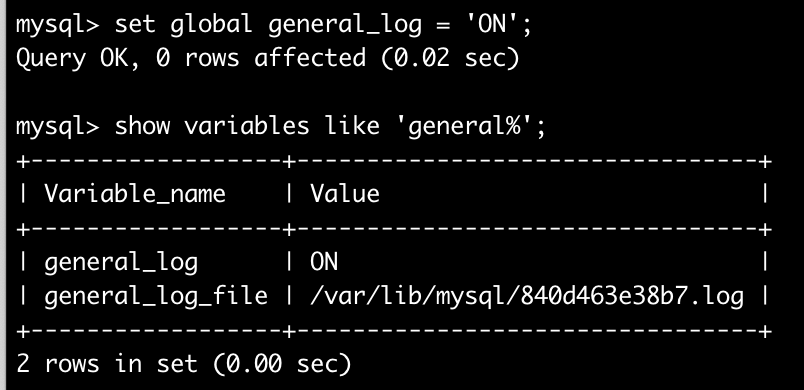 mysql> set global general_log = 'ON';
Query OK, 0 rows affected (0.02 sec)
mysql> show variables like 'general%';
+------------------+---------------------------------+
| Variable_name    | Value                           |
+------------------+---------------------------------+
| general_log      | ON                              |
| general_log_file | /var/lib/mysql/840d463e38b7.log |
+------------------+---------------------------------+
2 rows in set (0.00 sec)